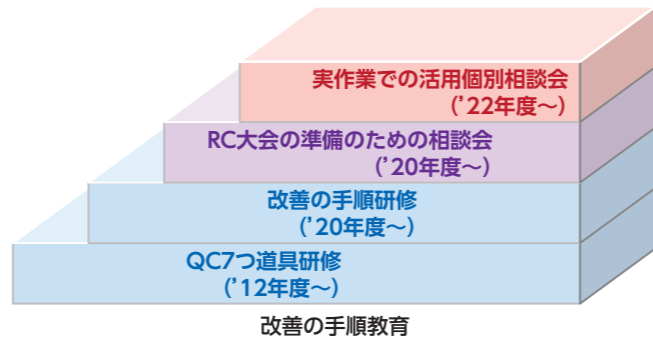 実作業での活用個別相談会
(’22年度～)
RC大会の準備のための相談会
(’20年度～)
改善の手順研修
(’20年度～)
QC7つ道具研修
(’12年度～)
改善の手順教育